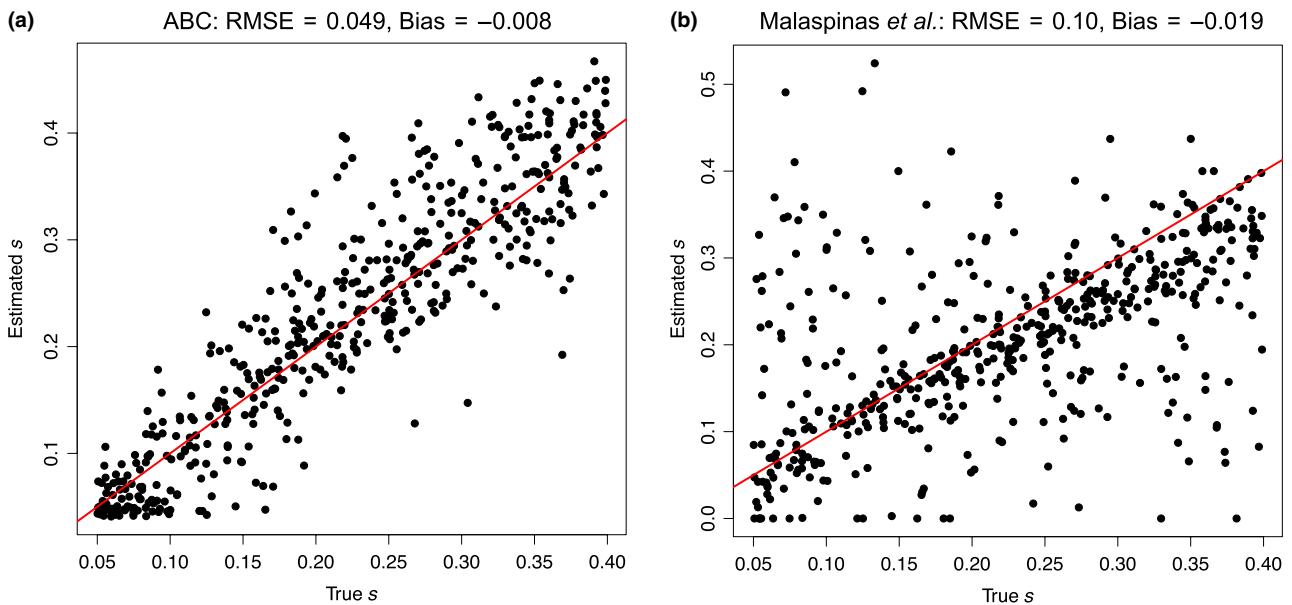 (a)
ABC: RMSE = 0.049, Bias = −0.008
Estimated s
0.4
0.3
0.2
0.1
0.05 0.10 0.15 0.20 0.25 0.30 0.35 0.40
True s
(b)
Malaspinas et al.: RMSE = 0.10, Bias = −0.019
Estimated s
0.5
0.4
0.3
0.2
0.1
0.0
0.05 0.10 0.15 0.20 0.25 0.30 0.35 0.40
True s